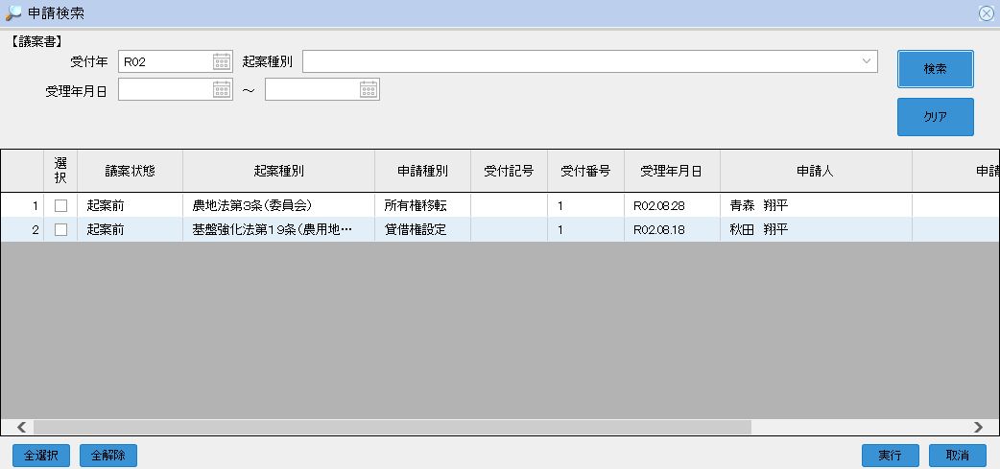 申請検索
【議案書】
受付年 R02 起案種別
検索
受理年月日 ～
クリア
選択 議案状態 起案種別 申請種別 受付記号 受付番号 受理年月日 申請人 申請
1 起案前 農地法第3条(委員会) 所有権移転 1 R02.08.28 青森 翔平
2 起案前 基盤強化法第19条(農用地… 貸借権設定 1 R02.08.18 秋田 翔平
全選択 全解除 実行 取消